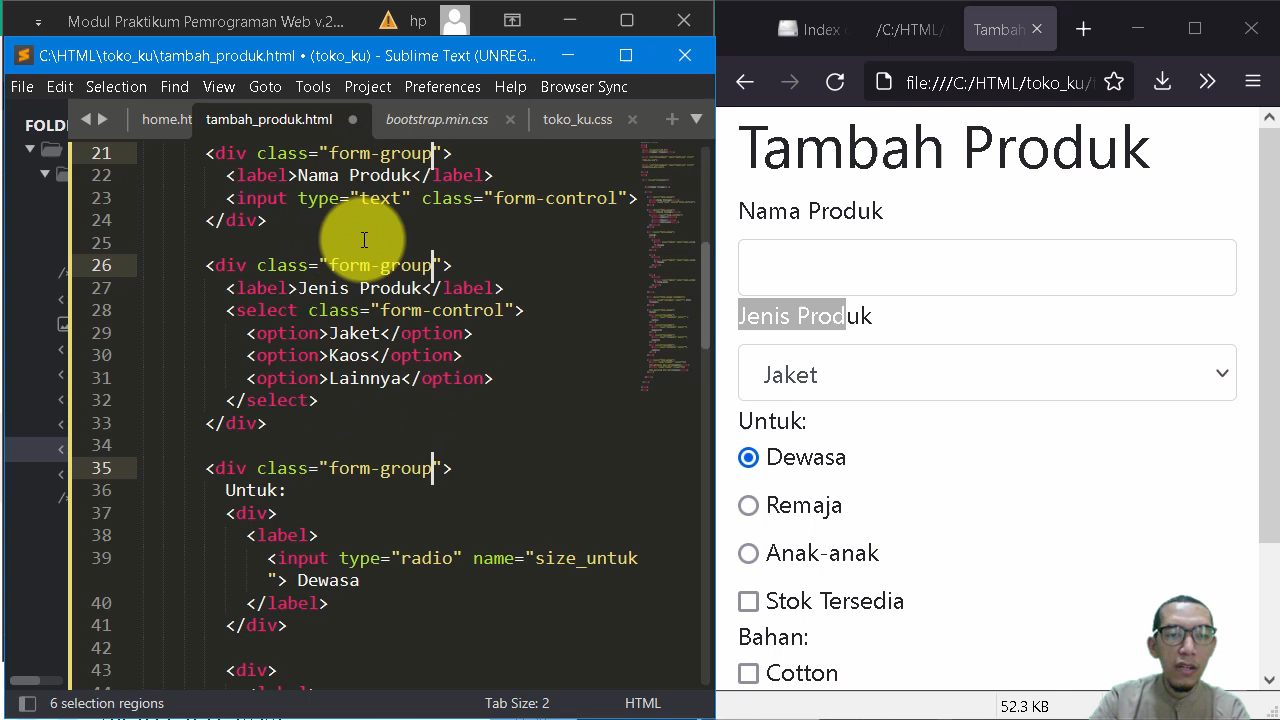 Modul Praktikum Pemrograman Web v.2...
hp
C:\HTML\toko_ku\tambah_produk.html • (toko_ku) - Sublime Text (UNREG...
File Edit Selection Find View Goto Tools Project Preferences Help Browser Sync
FOLD
home.ht
tambah_produk.html
bootstrap.min.css
toko_ku.css
21 <div class="form-group">
22 <label>Nama Produk</label>
23 <input type="text" class="form-control">
24 </div>
25
26 <div class="form-group">
27 <label>Jenis Produk</label>
28 <select class="form-control">
29 <option>Jaket</option>
30 <option>Kaos</option>
31 <option>Lainnya</option>
32 </select>
33 </div>
34
35 <div class="form-group">
36 Untuk:
37 <div>
38 <label>
39 <input type="radio" name="size_untuk
"> Dewasa
40 </label>
41 </div>
42
43 <div>
6 selection regions
Tab Size: 2
HTML
Index
/C:/HTML/
Tambah
file:///C:/HTML/toko_ku/
Tambah Produk
Nama Produk
Jenis Produk
Jaket
Untuk:
Dewasa
Remaja
Anak-anak
Stok Tersedia
Bahan:
Cotton
52.3 KB